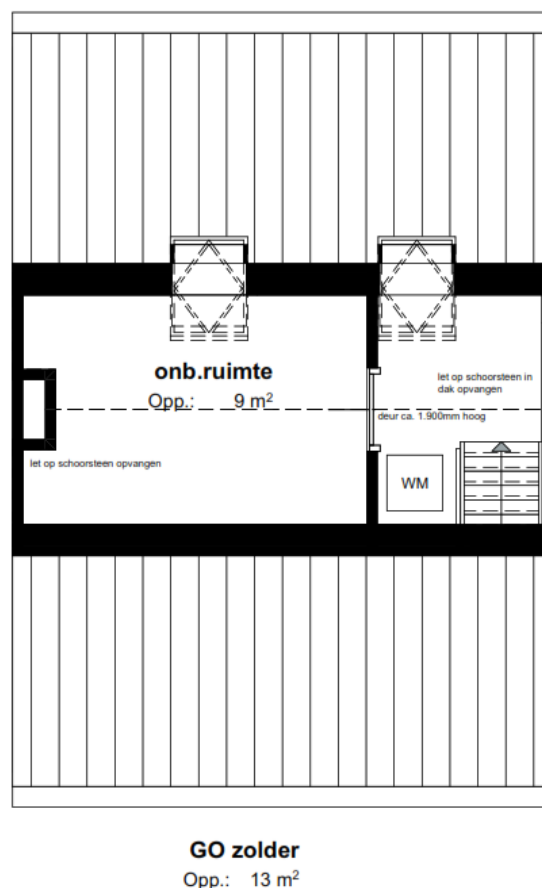 onb.ruimte
Opp.: 9 m²
let op schoorsteen in
dak opvangen
deur ca. 1.900mm hoog
let op schoorsteen opvangen
WM
GO zolder
Opp.: 13 m²